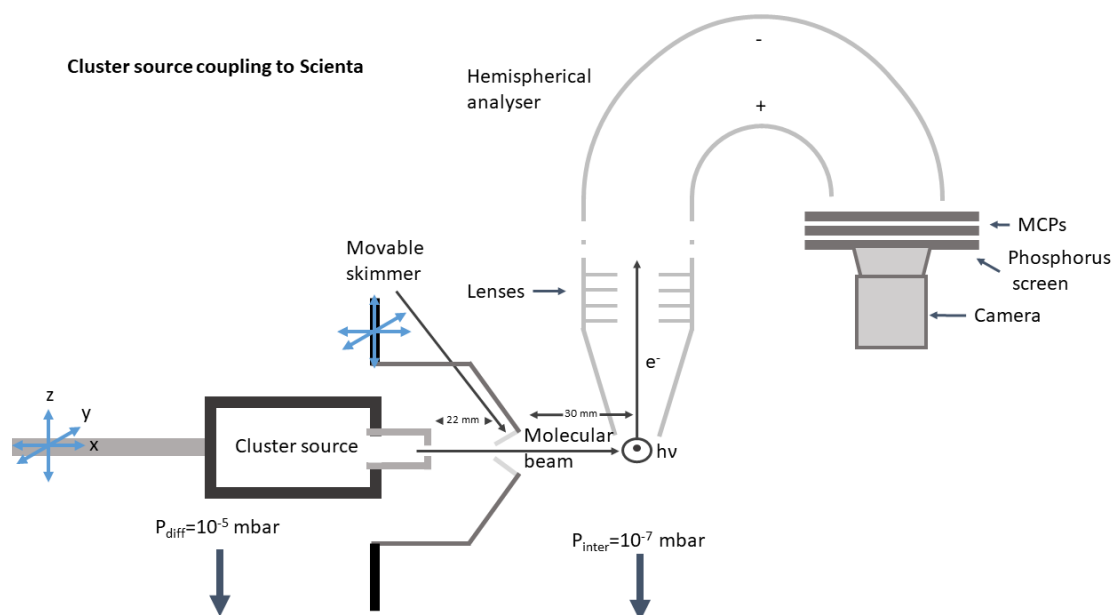 Cluster source coupling to Scienta
Hemispherical
analyser
-
+
MCPs
Phosphorus
screen
Camera
Movable
skimmer
Lenses
e-
22 mm
30 mm
z
y
x
Cluster source
Molecular
beam
hν
Pdiff=10-5 mbar
Pinter=10-7 mbar